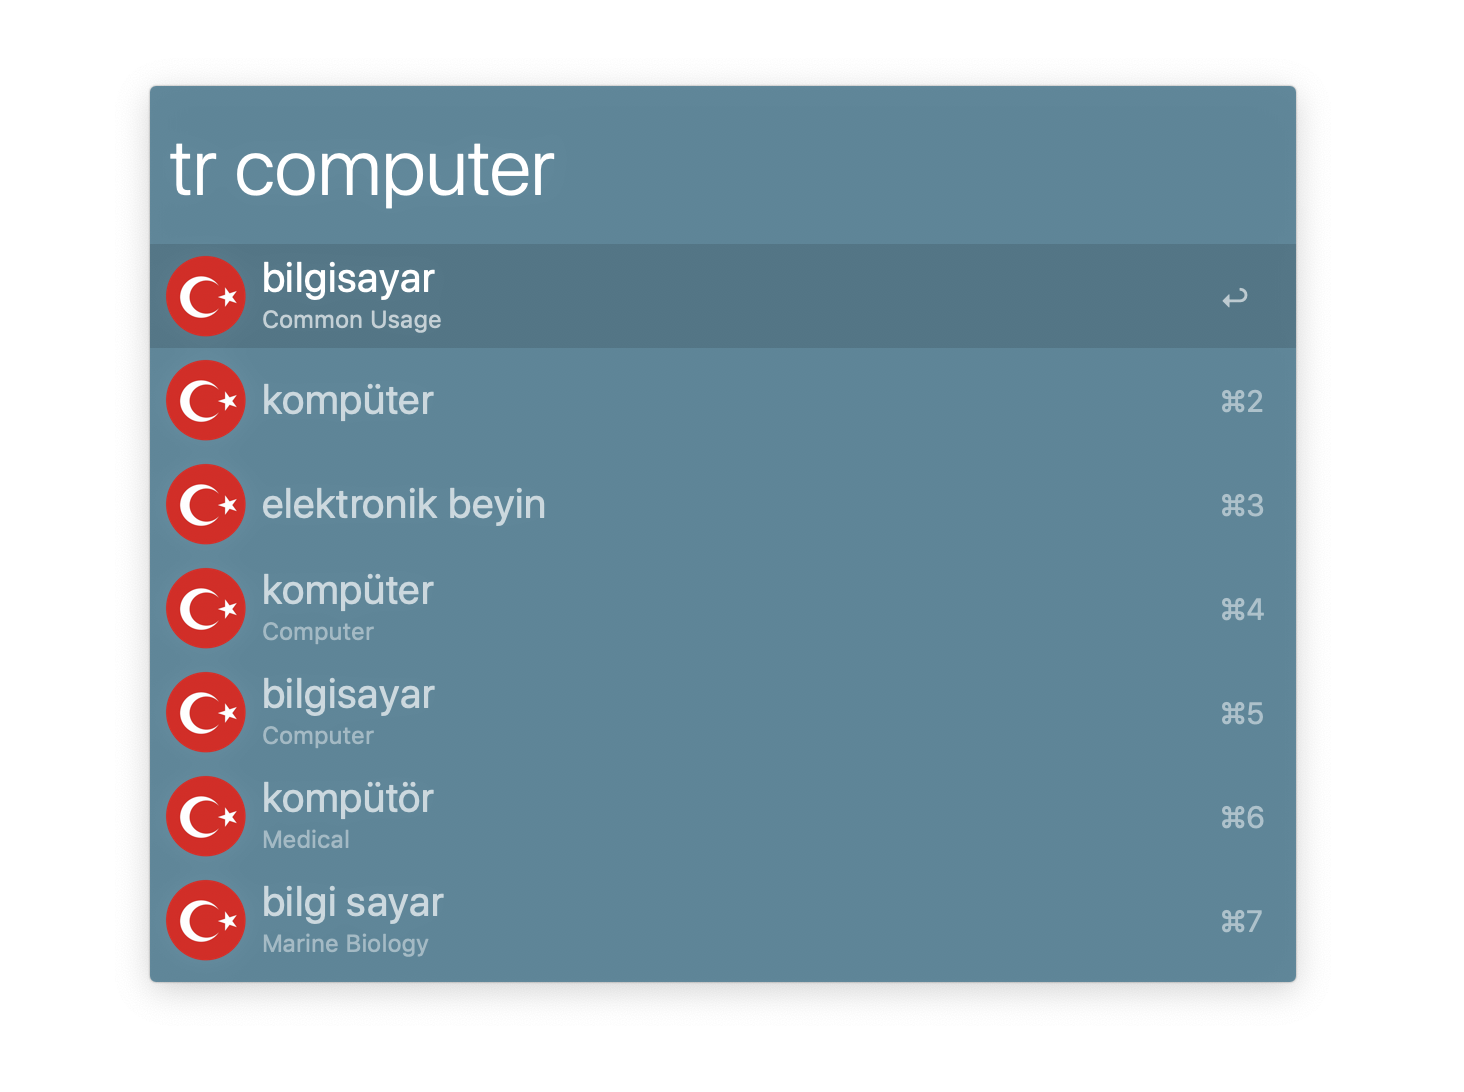 tr computer
bilgisayar
Common Usage
↩
kompüter
⌘2
elektronik beyin
⌘3
kompüter
Computer
⌘4
bilgisayar
Computer
⌘5
kompütör
Medical
⌘6
bilgi sayar
Marine Biology
⌘7